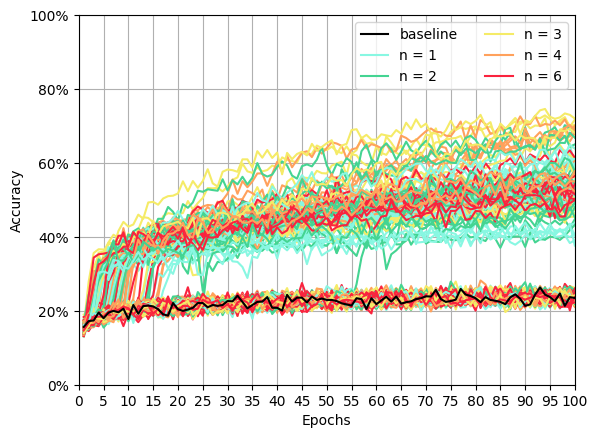 100%
80%
60%
40%
20%
0%
Accuracy
baseline
n = 1
n = 2
n = 3
n = 4
n = 6
0 5 10 15 20 25 30 35 40 45 50 55 60 65 70 75 80 85 90 95 100
Epochs